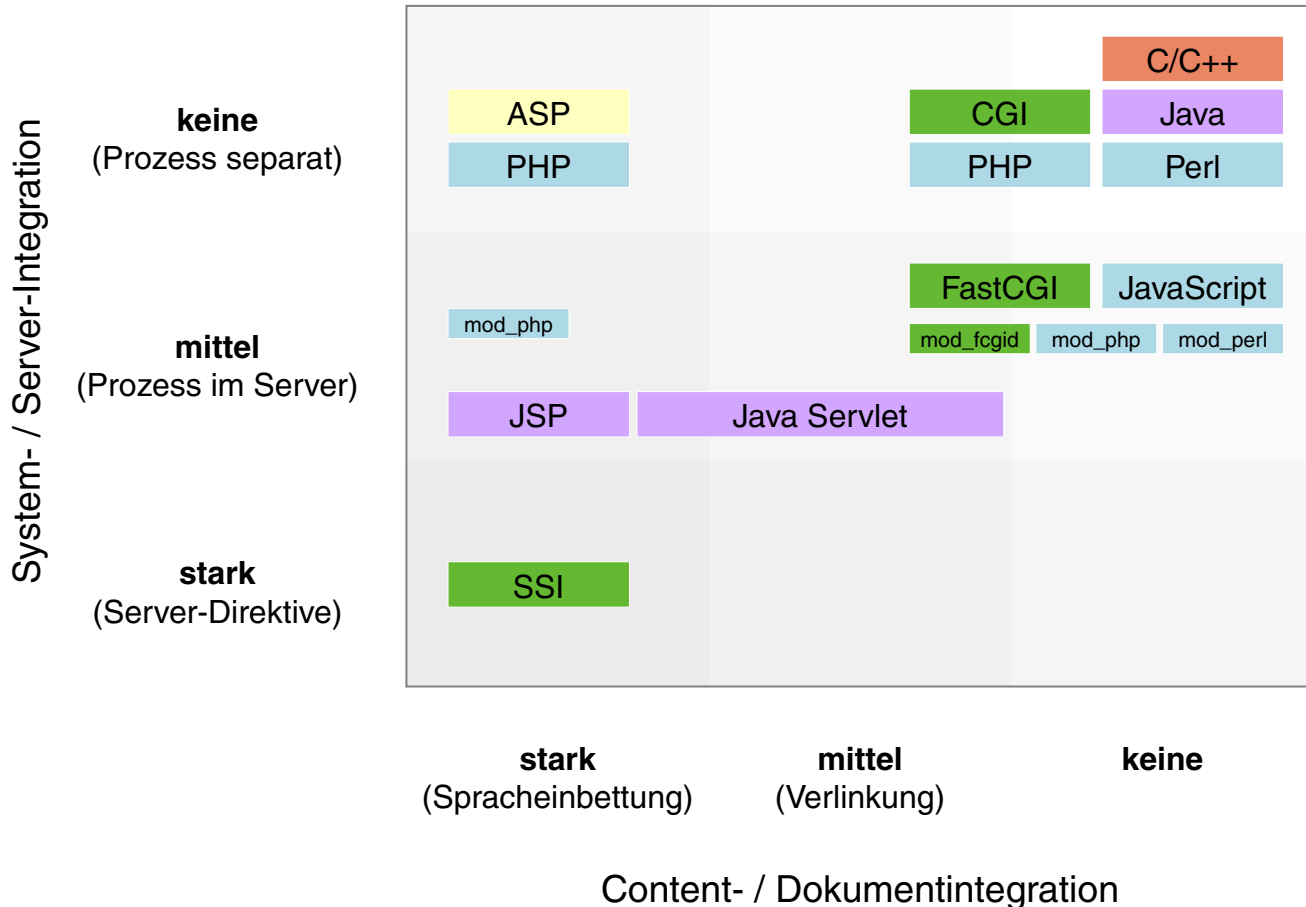 System- / Server-Integration
keine
(Prozess separat)
ASP
PHP
CGI
PHP
C/C++
Java
Perl
mittel
(Prozess im Server)
mod_php
FastCGI
JavaScript
mod_fcgid
mod_php
mod_perl
JSP
Java Servlet
stark
(Server-Direktive)
SSI
stark
(Spracheinbettung)
mittel
(Verlinkung)
keine
Content- / Dokumentintegration